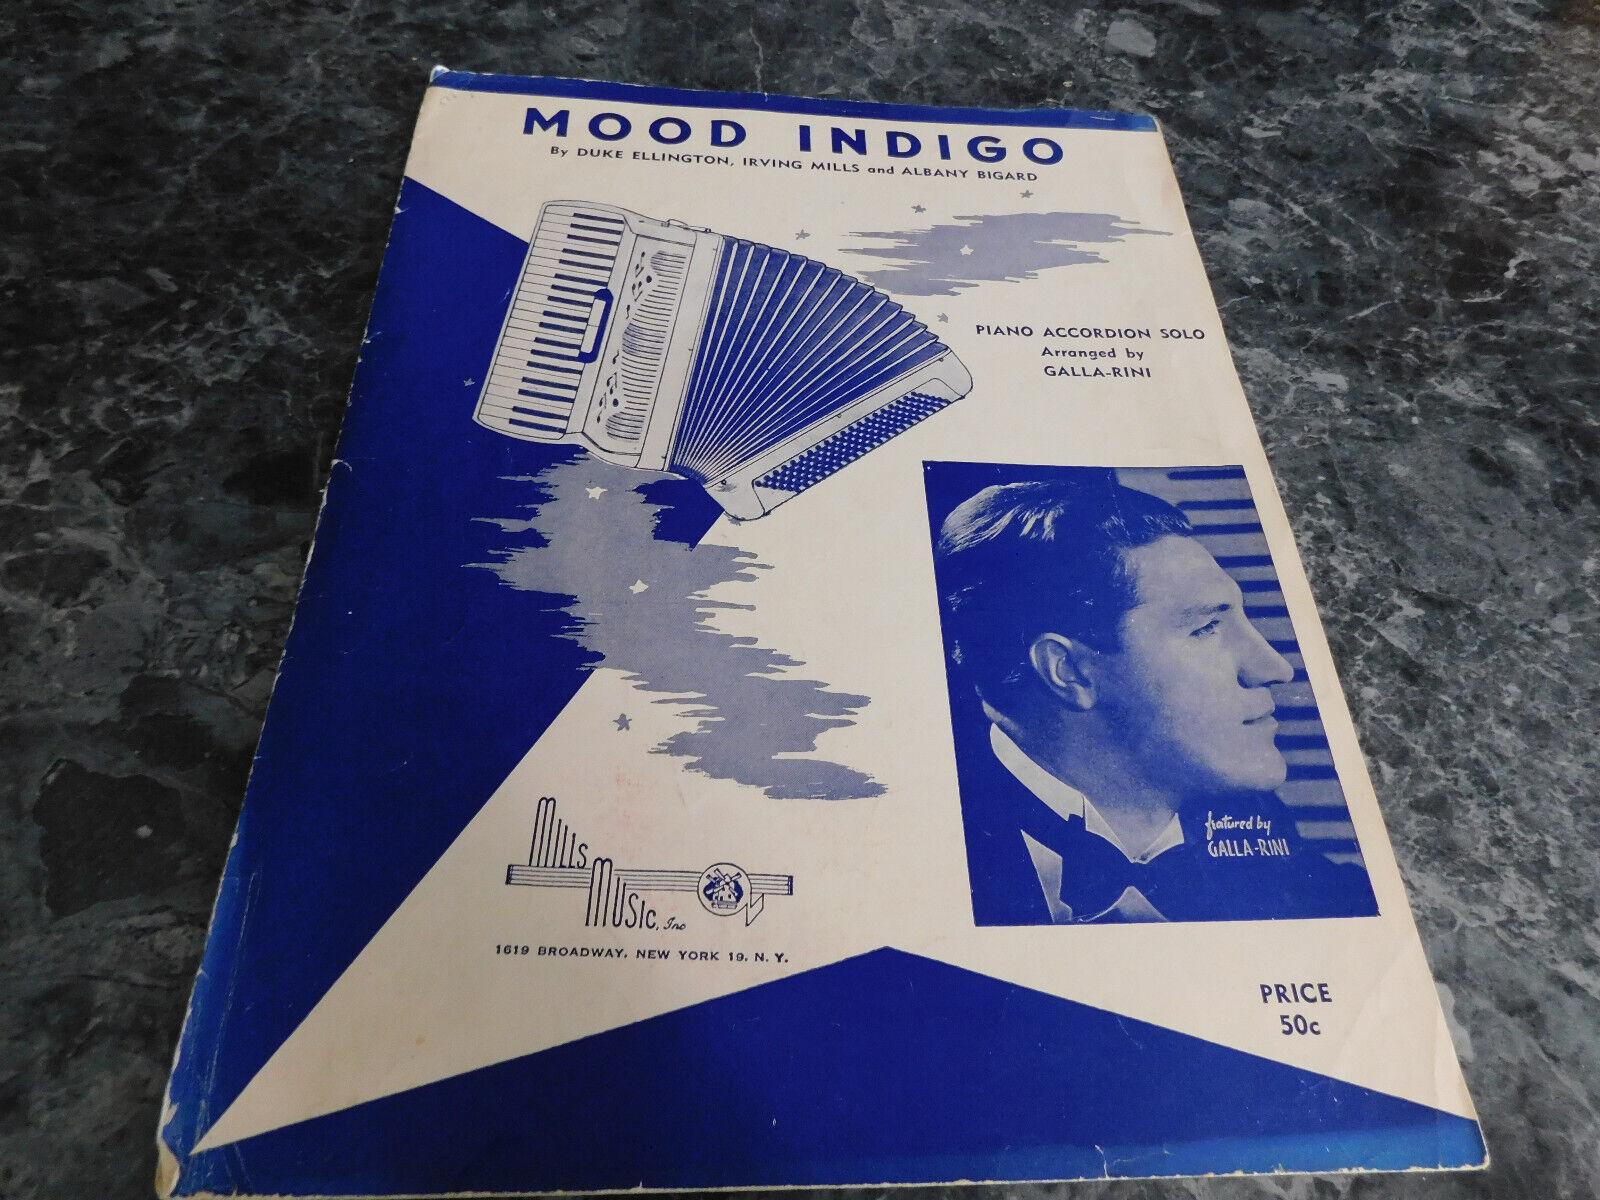 MOOD INDIGO
By DUKE ELLINGTON, IRVING MILLS and ALBANY BIGARD
PIANO ACCORDION SOLO
Arranged by
GALLA-RINI
featured by
GALLA-RINI
MILLS
MUSIC, Inc
1619 BROADWAY, NEW YORK 19, N. Y.
PRICE
50c